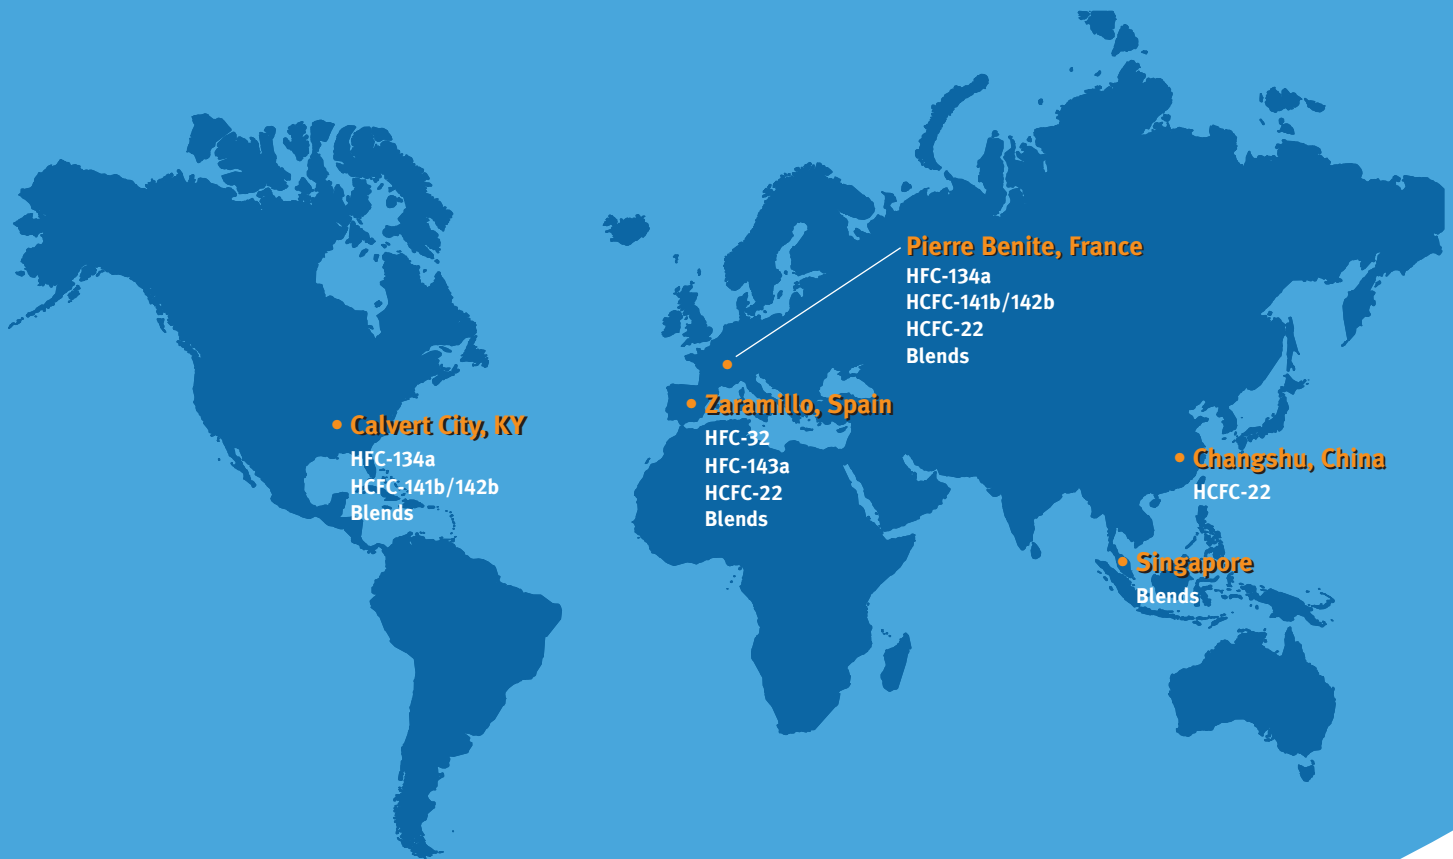 Pierre Benite, France
HFC-134a
HCFC-141b/142b
HCFC-22
Blends
Zaramillo, Spain
HFC-32
HFC-143a
HCFC-22
Blends
Calvert City, KY
HFC-134a
HCFC-141b/142b
Blends
Changshu, China
HCFC-22
Singapore
Blends